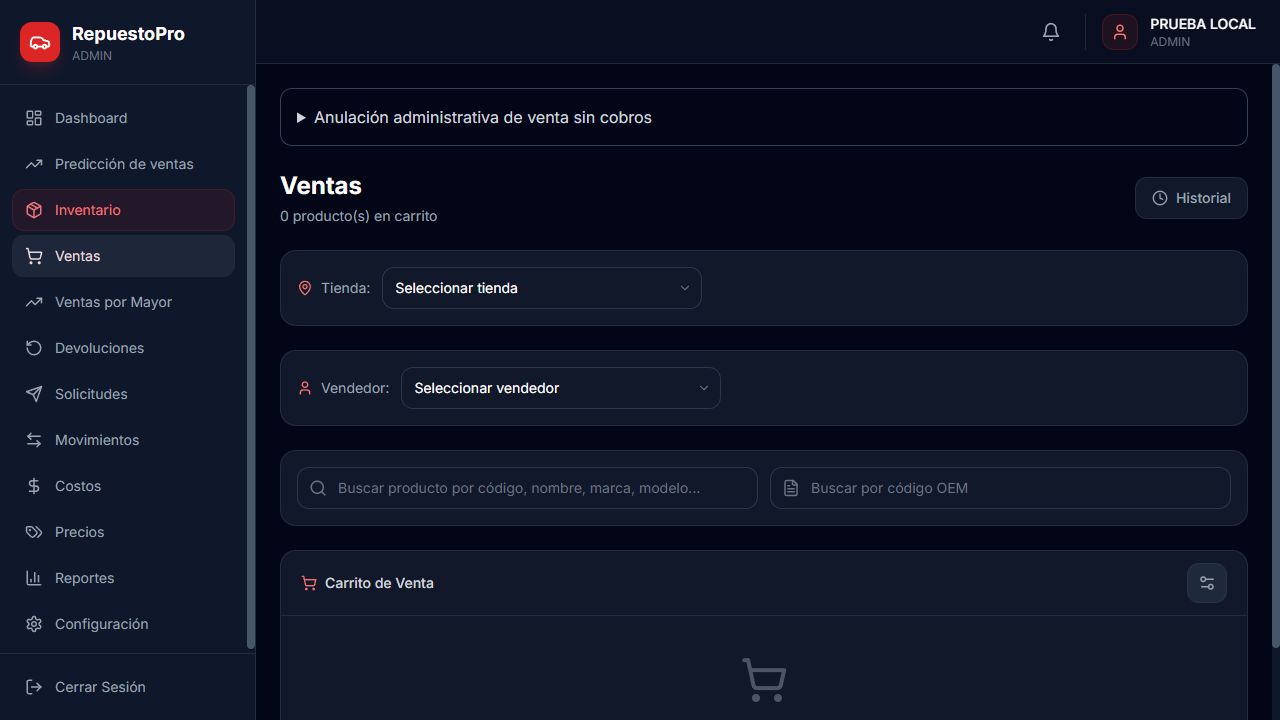 RepuestoPro
ADMIN
Dashboard
Predicción de ventas
Inventario
Ventas
Ventas por Mayor
Devoluciones
Solicitudes
Movimientos
Costos
Precios
Reportes
Configuración
Cerrar Sesión
PRUEBA LOCAL
ADMIN
Anulación administrativa de venta sin cobros
Ventas
0 producto(s) en carrito
Historial
Tienda: Seleccionar tienda
Vendedor: Seleccionar vendedor
Buscar producto por código, nombre, marca, modelo...
Buscar por código OEM
Carrito de Venta